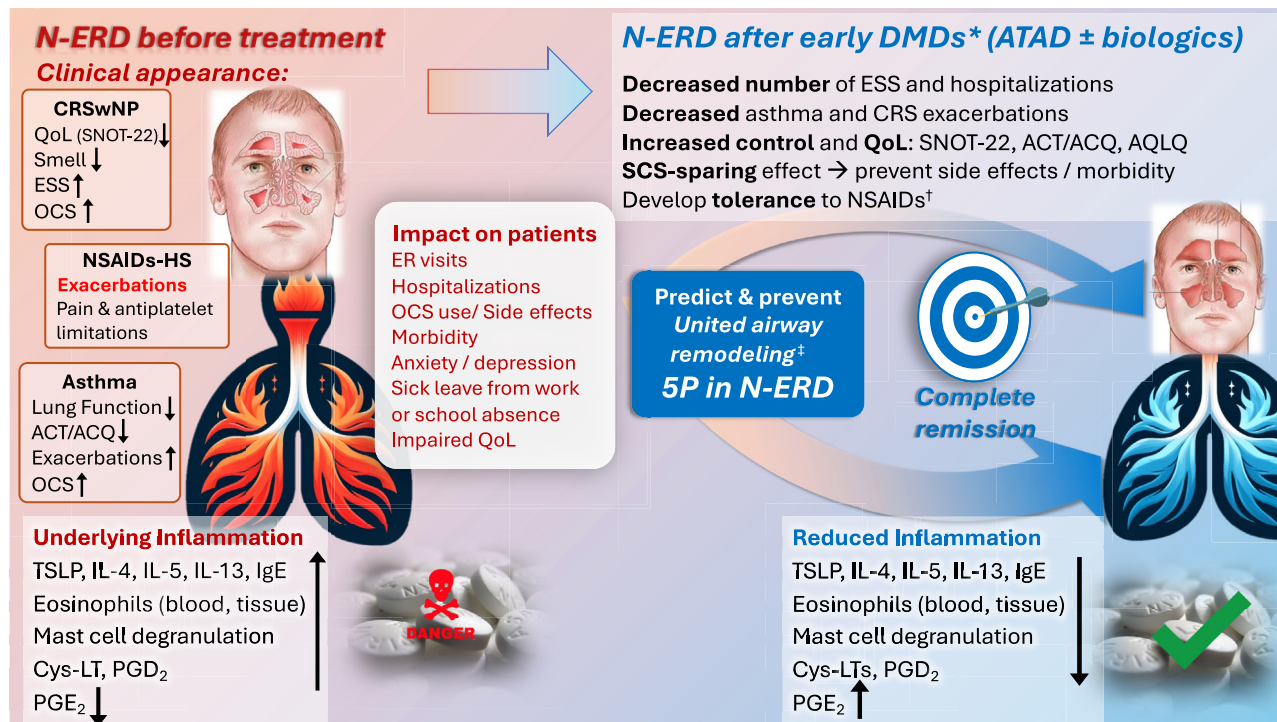 N-ERD before treatment
Clinical appearance:
CRSwNP
QoL (SNOT-22)↓
Smell ↓
ESS ↑
OCS ↑
NSAIDs-HS
Exacerbations
Pain & antiplatelet
limitations
Asthma
Lung Function ↓
ACT/ACQ ↓
Exacerbations ↑
OCS ↑
Impact on patients
ER visits
Hospitalizations
OCS use/ Side effects
Morbidity
Anxiety / depression
Sick leave from work
or school absence
Impaired QoL
Underlying Inflammation
TSLP, IL-4, IL-5, IL-13, IgE
Eosinophils (blood, tissue)
Mast cell degranulation
Cys-LT, PGD₂
PGE₂ ↓
DANGER
N-ERD after early DMDs* (ATAD ± biologics)
Decreased number of ESS and hospitalizations
Decreased asthma and CRS exacerbations
Increased control and QoL: SNOT-22, ACT/ACQ, AQLQ
SCS-sparing effect → prevent side effects / morbidity
Develop tolerance to NSAIDs†
Predict & prevent
United airway
remodeling‡
5P in N-ERD
Complete
remission
Reduced Inflammation
TSLP, IL-4, IL-5, IL-13, IgE
Eosinophils (blood, tissue)
Mast cell degranulation
Cys-LTs, PGD₂
PGE₂ ↑